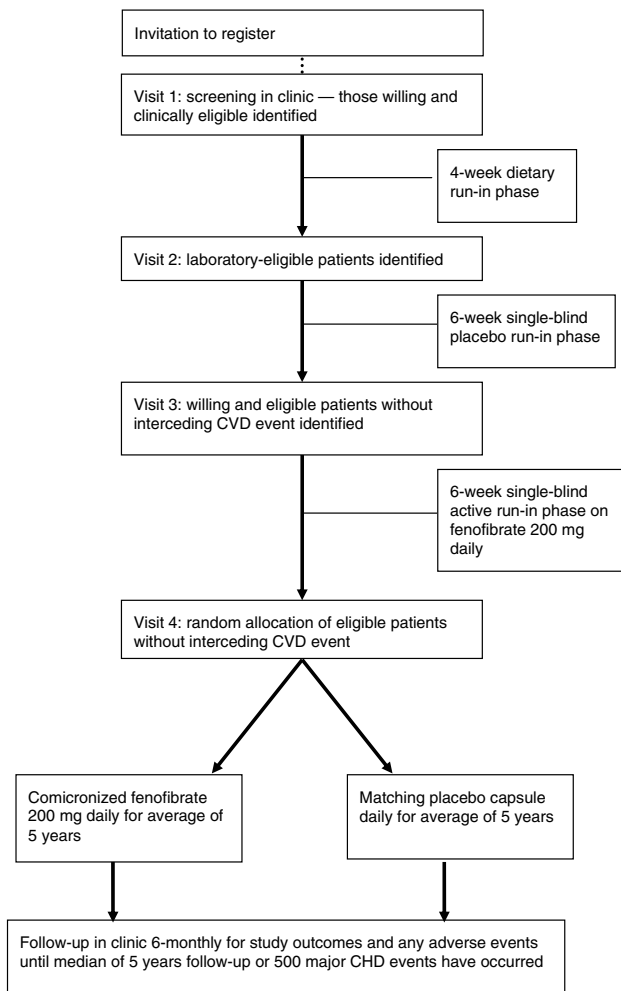 Invitation to register
Visit 1: screening in clinic — those willing and
clinically eligible identified
4-week dietary
run-in phase
Visit 2: laboratory-eligible patients identified
6-week single-blind
placebo run-in phase
Visit 3: willing and eligible patients without
interceding CVD event identified
6-week single-blind
active run-in phase on
fenofibrate 200 mg
daily
Visit 4: random allocation of eligible patients
without interceding CVD event
Comicronized fenofibrate
200 mg daily for average of
5 years
Matching placebo capsule
daily for average of 5 years
Follow-up in clinic 6-monthly for study outcomes and any adverse events
until median of 5 years follow-up or 500 major CHD events have occurred